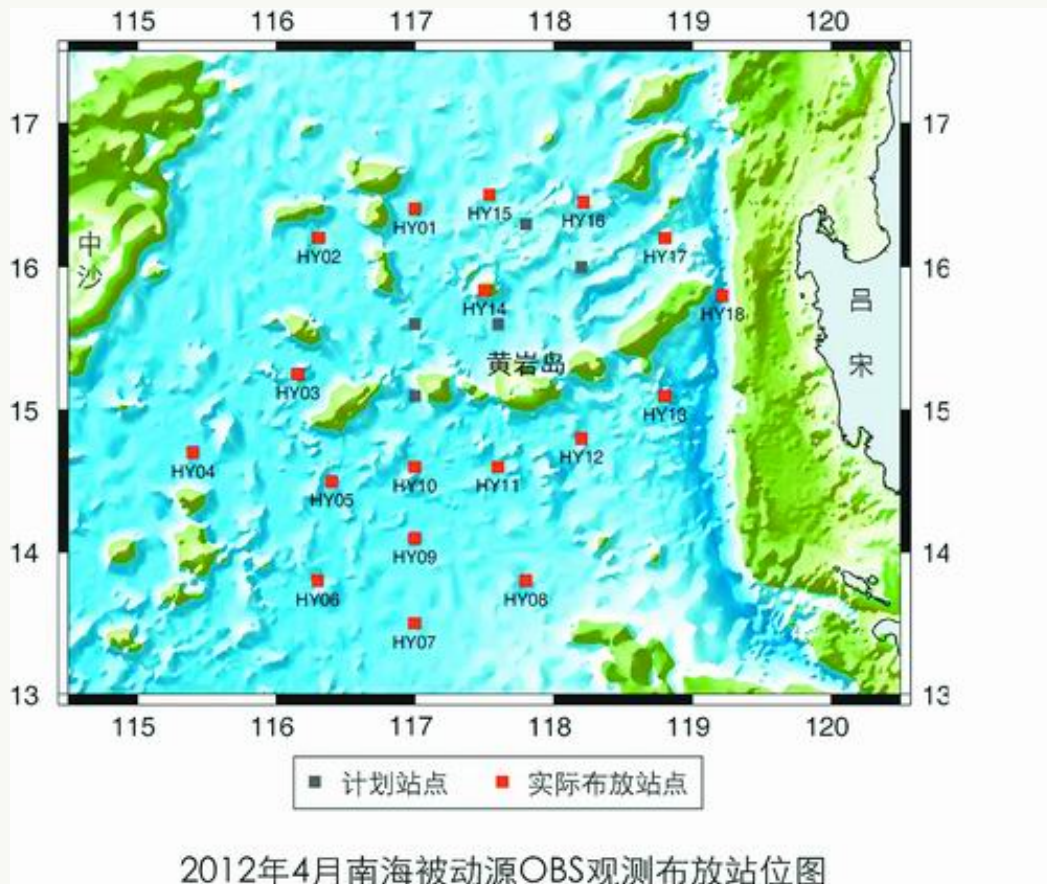 115 116 117 118 119 120
17 17
HY15
HY01 HY16
中
沙
HY02 HY17
16 16
HY14 HY18
吕
宋
黄岩岛
HY03
15 HY13 15
HY12
HY04 HY10 HY11
HY05
14 14
HY09
HY06 HY08
HY07
13 13
115 116 117 118 119 120
计划站点 实际布放站点
2012年4月南海被动源OBS观测布放站位图